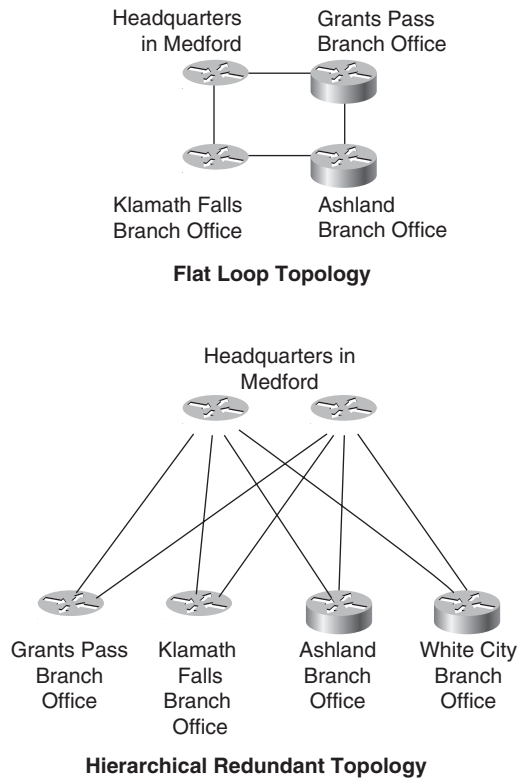 Headquarters
in Medford
Grants Pass
Branch Office
Klamath Falls
Branch Office
Ashland
Branch Office
Flat Loop Topology
Headquarters in
Medford
Grants Pass
Branch
Office
Klamath
Falls
Branch
Office
Ashland
Branch
Office
White City
Branch
Office
Hierarchical Redundant Topology